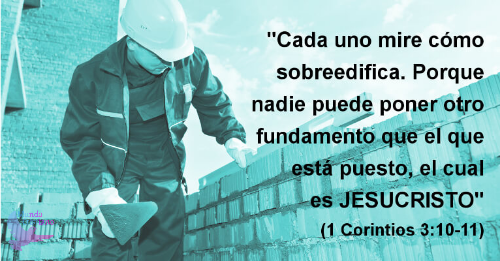 "Cada uno mire cómo
sobreedifica. Porque
nadie puede poner otro
fundamento que el que
está puesto, el cual
es JESUCRISTO"
(1 Corintios 3:10-11)